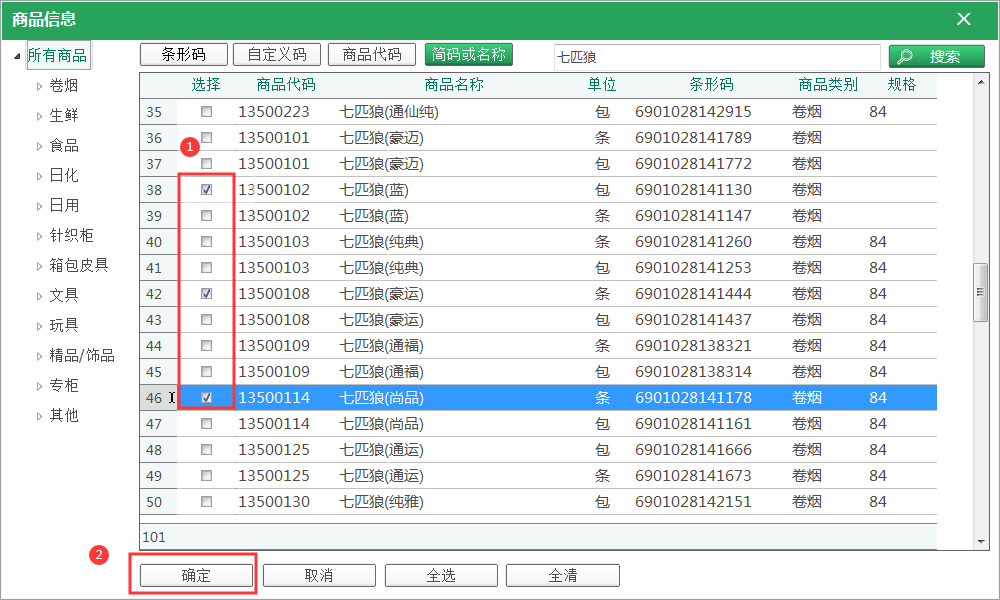 商品信息
所有商品
卷烟
生鲜
食品
日化
日用
针织柜
箱包皮具
文具
玩具
精品/饰品
专柜
其他
条形码 自定义码 商品代码 简码或名称 七匹狼 搜索
选择 商品代码 商品名称 单位 条形码 商品类别 规格
35 13500223 七匹狼(通仙纯) 包 6901028142915 卷烟 84
36 13500101 七匹狼(豪迈) 条 6901028141789 卷烟
1
37 13500101 七匹狼(豪迈) 包 6901028141772 卷烟
38 13500102 七匹狼(蓝) 包 6901028141130 卷烟
39 13500102 七匹狼(蓝) 条 6901028141147 卷烟
40 13500103 七匹狼(纯典) 条 6901028141260 卷烟 84
41 13500103 七匹狼(纯典) 包 6901028141253 卷烟 84
42 13500108 七匹狼(豪运) 条 6901028141444 卷烟 84
43 13500108 七匹狼(豪运) 包 6901028141437 卷烟 84
44 13500109 七匹狼(通福) 条 6901028138321 卷烟 84
45 13500109 七匹狼(通福) 包 6901028138314 卷烟 84
46 13500114 七匹狼(尚品) 条 6901028141178 卷烟 84
47 13500114 七匹狼(尚品) 包 6901028141161 卷烟 84
48 13500125 七匹狼(通运) 包 6901028141666 卷烟 84
49 13500125 七匹狼(通运) 条 6901028141673 卷烟 84
50 13500130 七匹狼(纯雅) 包 6901028142151 卷烟 84
101
2
确定 取消 全选 全清